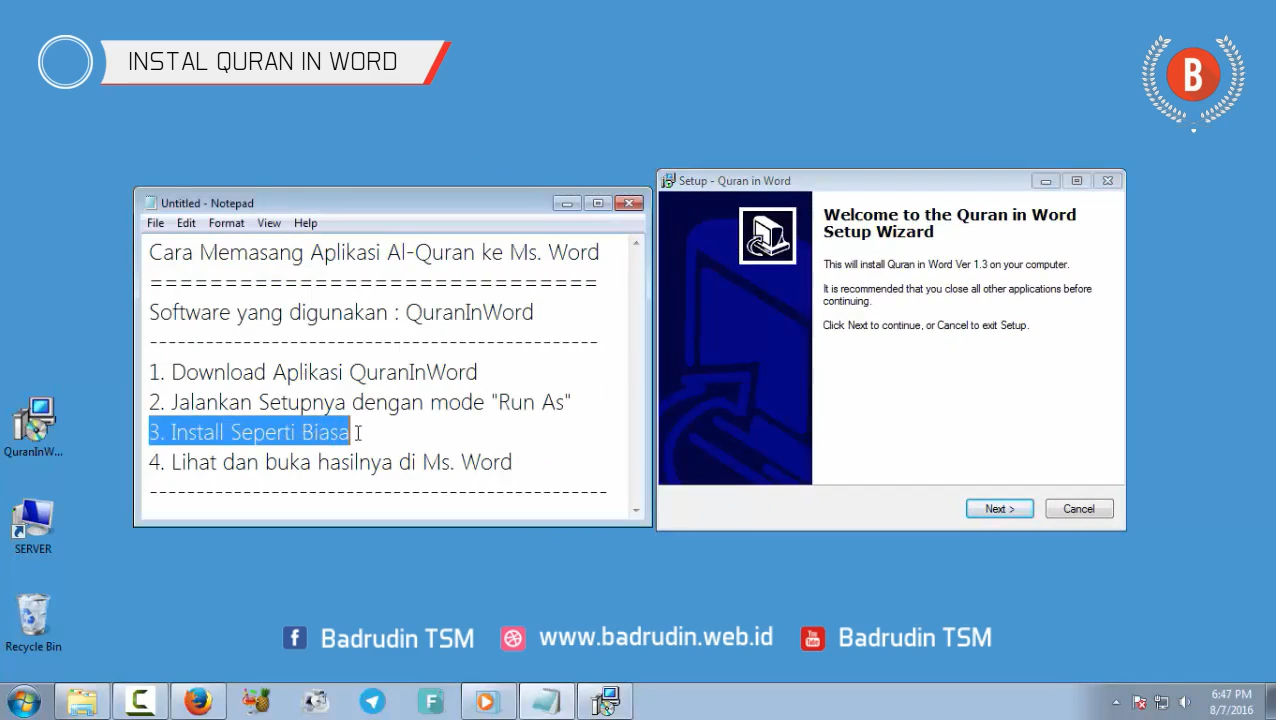 INSTAL QURAN IN WORD
B
Untitled - Notepad
File Edit Format View Help
Cara Memasang Aplikasi Al-Quran ke Ms. Word
==============================
Software yang digunakan : QuranInWord
------------------------------------------------
1. Download Aplikasi QuranInWord
2. Jalankan Setupnya dengan mode "Run As"
3. Install Seperti Biasa
4. Lihat dan buka hasilnya di Ms. Word
-------------------------------------------------
Setup - Quran in Word
Welcome to the Quran in Word
Setup Wizard
This will install Quran in Word Ver 1.3 on your computer.
It is recommended that you close all other applications before
continuing.
Click Next to continue, or Cancel to exit Setup.
Next >
Cancel
QuranInW...
SERVER
Recycle Bin
f Badrudin TSM
www.badrudin.web.id
You Tube Badrudin TSM
C
F
6:47 PM
8/7/2016